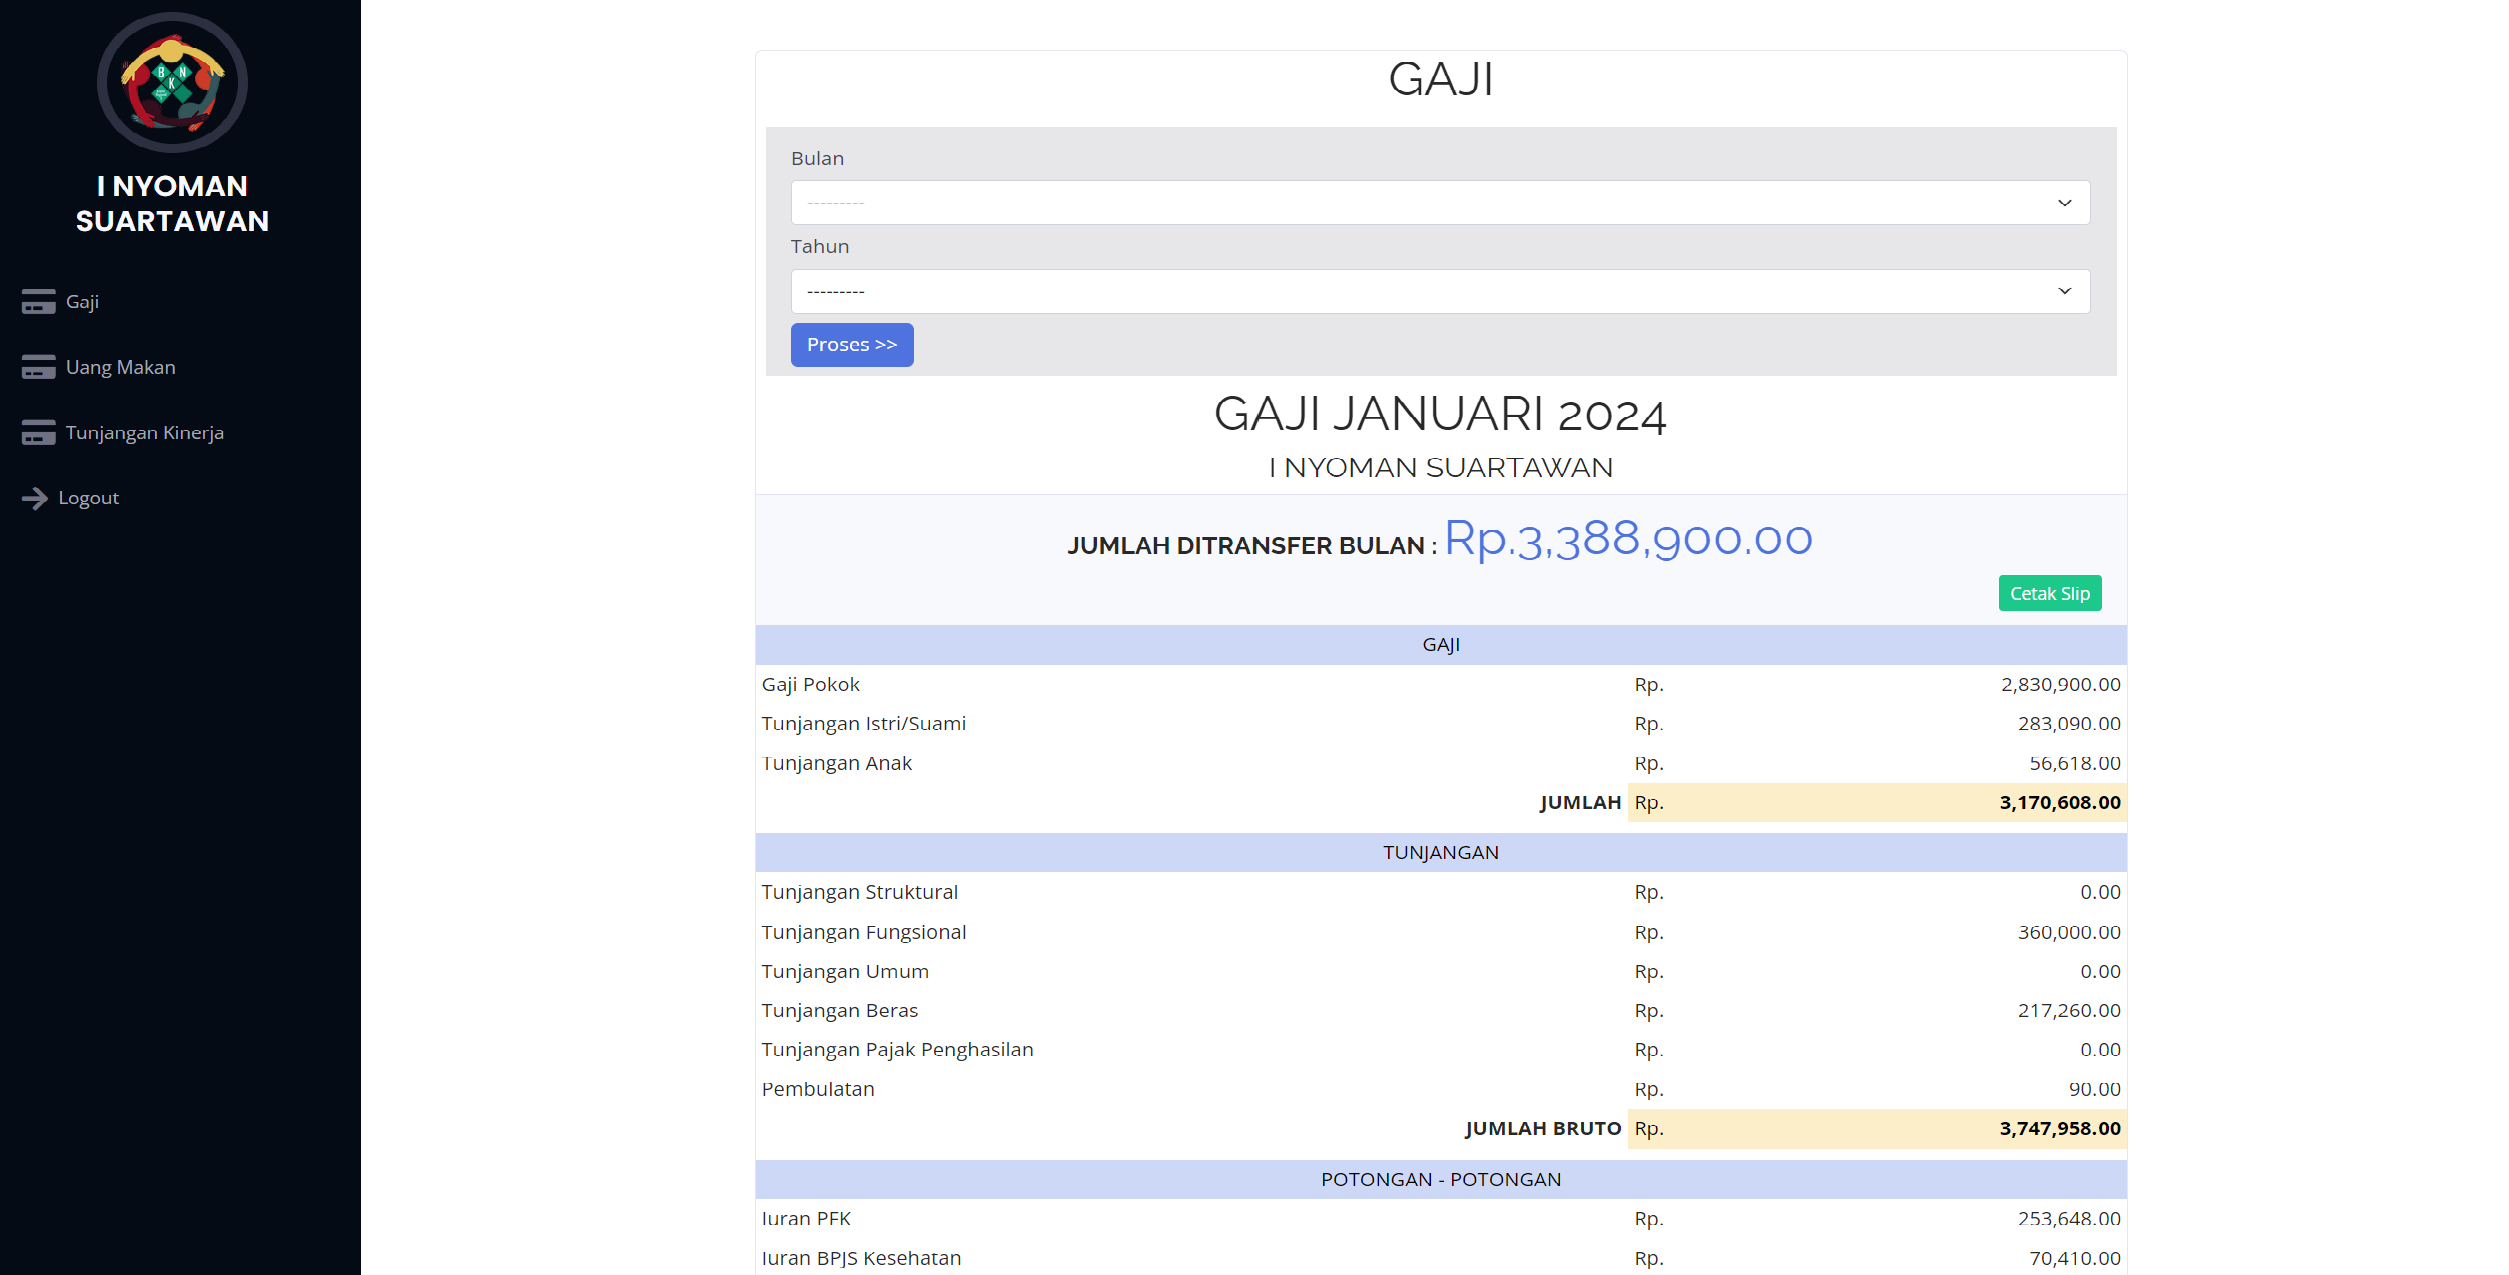 B N
K
I NYOMAN
SUARTAWAN
Gaji
Uang Makan
Tunjangan Kinerja
Logout
GAJI
Bulan
---------
Tahun
---------
Proses >>
GAJI JANUARI 2024
I NYOMAN SUARTAWAN
JUMLAH DITRANSFER BULAN : Rp.3,388,900.00
Cetak Slip
GAJI
Gaji Pokok Rp. 2,830,900.00
Tunjangan Istri/Suami Rp. 283,090.00
Tunjangan Anak Rp. 56,618.00
JUMLAH Rp. 3,170,608.00
TUNJANGAN
Tunjangan Struktural Rp. 0.00
Tunjangan Fungsional Rp. 360,000.00
Tunjangan Umum Rp. 0.00
Tunjangan Beras Rp. 217,260.00
Tunjangan Pajak Penghasilan Rp. 0.00
Pembulatan Rp. 90.00
JUMLAH BRUTO Rp. 3,747,958.00
POTONGAN - POTONGAN
Iuran PFK Rp. 253,648.00
Iuran BPJS Kesehatan Rp. 70,410.00